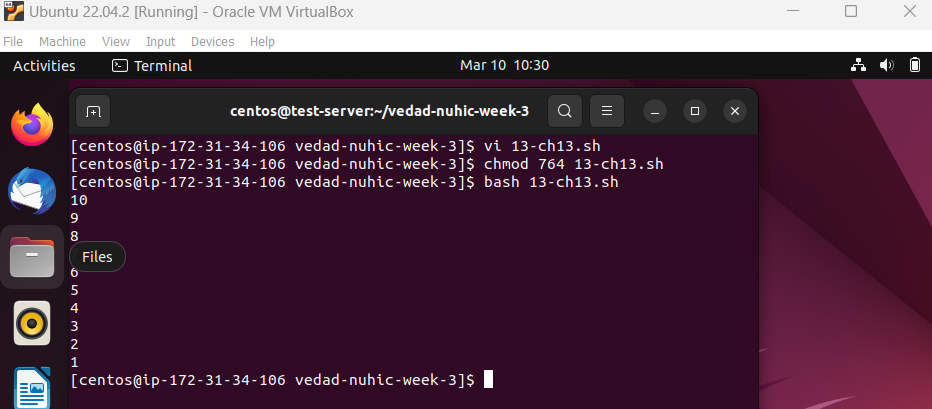 Ubuntu 22.04.2 [Running] - Oracle VM VirtualBox
File Machine View Input Devices Help
Activities Terminal Mar 10 10:30
centos@test-server:~/vedad-nuhic-week-3
[centos@ip-172-31-34-106 vedad-nuhic-week-3]$ vi 13-ch13.sh
[centos@ip-172-31-34-106 vedad-nuhic-week-3]$ chmod 764 13-ch13.sh
[centos@ip-172-31-34-106 vedad-nuhic-week-3]$ bash 13-ch13.sh
10
9
8
Files
6
5
4
3
2
1
[centos@ip-172-31-34-106 vedad-nuhic-week-3]$